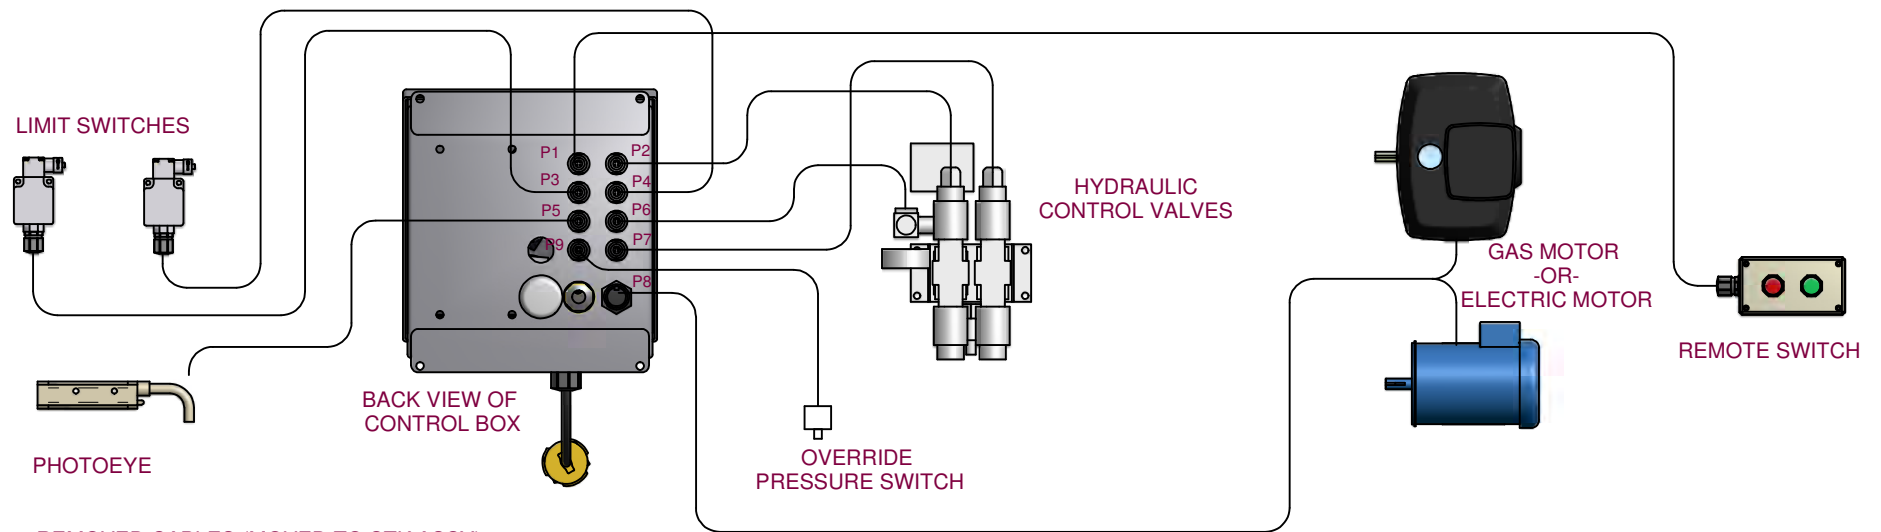 LIMIT SWITCHES
P1
P2
P3
P4
P5
P6
P9
P7
P8
HYDRAULIC
CONTROL VALVES
GAS MOTOR
-OR-
ELECTRIC MOTOR
REMOTE SWITCH
BACK VIEW OF
CONTROL BOX
PHOTOEYE
OVERRIDE
PRESSURE SWITCH